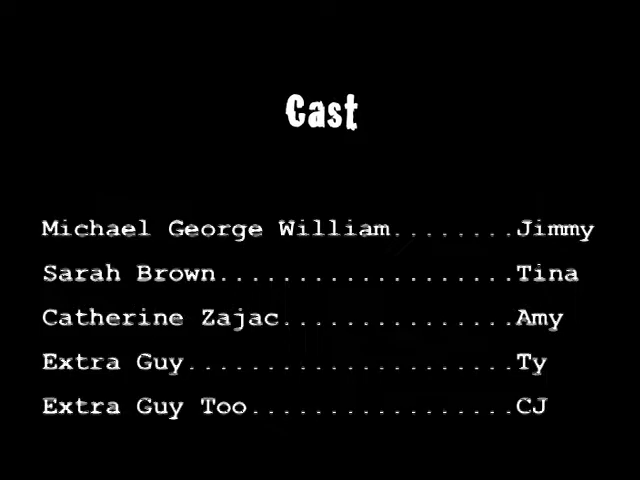 Cast
Michael George William........Jimmy
Sarah Brown...................Tina
Catherine Zajac...............Amy
Extra Guy.....................Ty
Extra Guy Too.................CJ